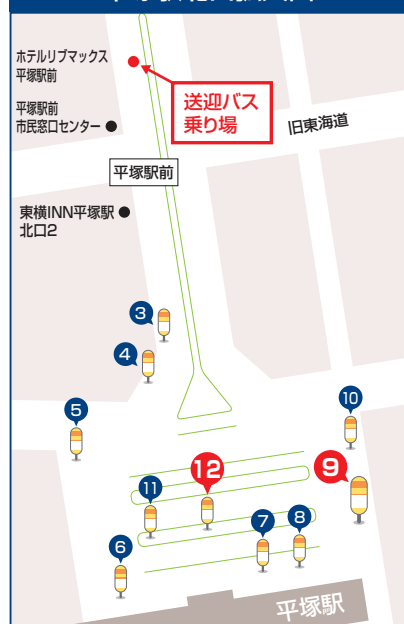 ホテルリブマックス
平塚駅前
送迎バス
乗り場
平塚駅前
市民窓口センター
旧東海道
平塚駅前
東横INN平塚駅
北口2
3
4
5
10
12
9
11
7
8
6
平塚駅